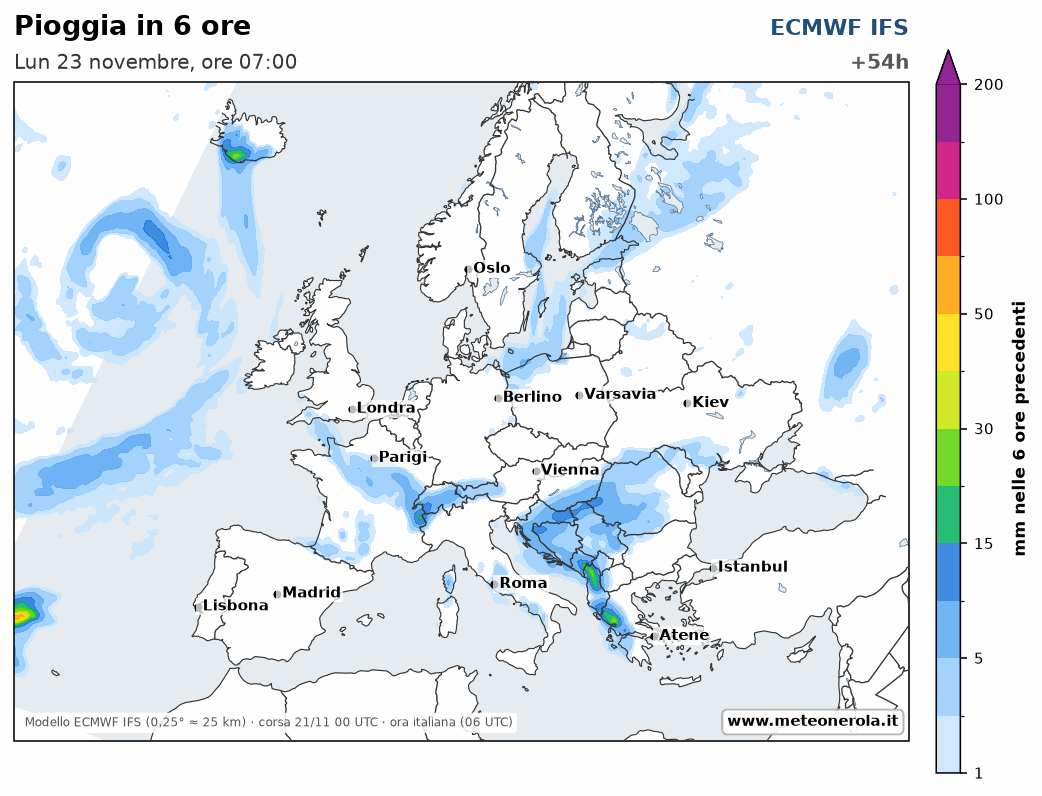 Pioggia in 6 ore
ECMWF IFS
Lun 23 novembre, ore 07:00
+54h
200
100
50
30
15
5
1
mm nelle 6 ore precedenti
Oslo
Berlino
Varsavia
Kiev
Londra
Parigi
Vienna
Istanbul
Roma
Madrid
Lisbona
Atene
Modello ECMWF IFS (0,25° ≈ 25 km) · corsa 21/11 00 UTC · ora italiana (06 UTC)
www.meteonerola.it